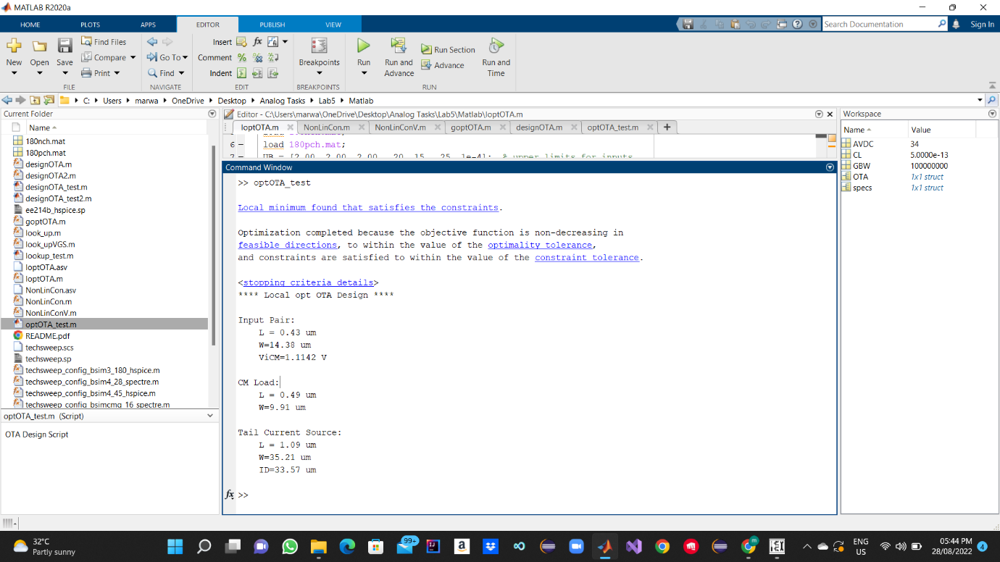 MATLAB R2020a
HOME PLOTS APPS EDITOR PUBLISH VIEW
Search Documentation
Sign In
New Open Save
Find Files
Compare
Print
FILE
Go To
Find
NAVIGATE
Insert
Comment
Indent
EDIT
Breakpoints
BREAKPOINTS
Run
Run and Advance
Run Section
Advance
Run and Time
RUN
C: Users marwa OneDrive Desktop Analog Tasks Lab5 Matlab
Current Folder
Name
180nch.mat
180pch.mat
designOTA.m
designOTA2.m
designOTA_test.m
designOTA_test2.m
ee214b_hspice.sp
goptOTA.m
look_up.m
look_upVGS.m
lookup_test.m
loptOTA.asv
loptOTA.m
NonLinCon.asv
NonLinCon.m
NonLinConV.m
optOTA_test.m
README.pdf
techsweep.scs
techsweep.sp
techsweep_config_bsim3_180_hspice.m
techsweep_config_bsim4_28_spectre.m
techsweep_config_bsim4_45_hspice.m
techsweep_config_bsimcmg_16_spectre.m
optOTA_test.m (Script)
OTA Design Script
Editor - C:\Users\marwa\OneDrive\Desktop\Analog Tasks\Lab5\Matlab\loptOTA.m
loptOTA.m NonLinCon.m NonLinConV.m goptOTA.m designOTA.m optOTA_test.m
6 load 180pch.mat;
7 UB = [2.00, 2.00, 2.00, 20, 15, 25, 1e-4]; % upper limits for inputs
Command Window
>> optOTA_test
Local minimum found that satisfies the constraints.
Optimization completed because the objective function is non-decreasing in
feasible directions, to within the value of the optimality tolerance,
and constraints are satisfied to within the value of the constraint tolerance.
<stopping criteria details>
**** Local opt OTA Design ****
Input Pair:
L = 0.43 um
W=14.38 um
ViCM=1.1142 V
CM Load:
L = 0.49 um
W=9.91 um
Tail Current Source:
L = 1.09 um
W=35.21 um
ID=33.57 um
fx >>
Workspace
Name Value
AVDC 34
CL 5.0000e-13
GBW 100000000
OTA 1x1 struct
specs 1x1 struct
32°C
Partly sunny
99+
ENG
US
05:44 PM
28/08/2022
4